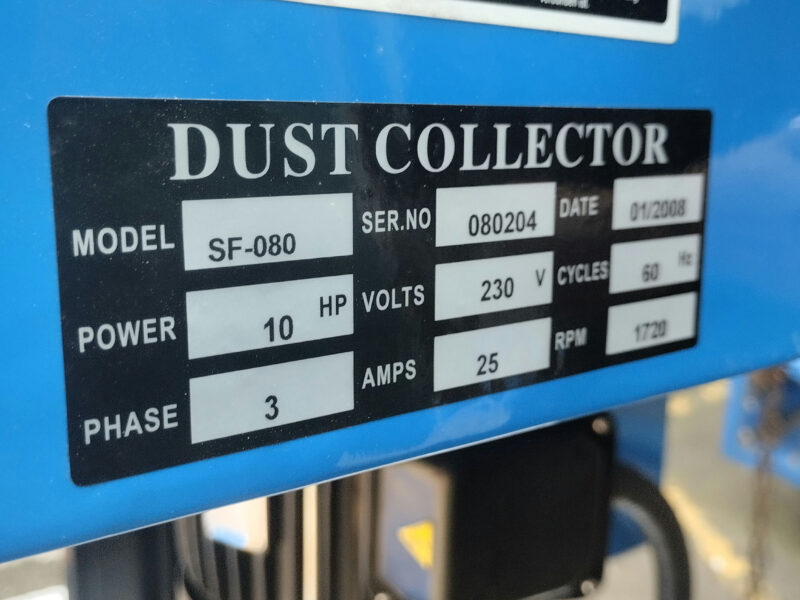 DUST COLLECTOR
MODEL SF-080 SER.NO 080204 DATE 01/2008
POWER 10 HP VOLTS 230 V CYCLES 60 Hz
PHASE 3 AMPS 25 RPM 1720